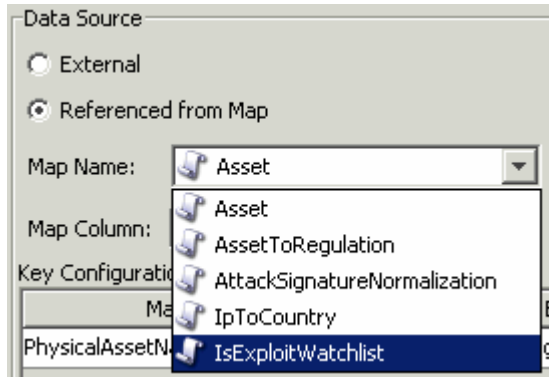 Data Source
External
Referenced from Map
Map Name: Asset
Asset
Map Column:
AssetToRegulation
AttackSignatureNormalization
Key Configuratio
IpToCountry
Ma
IsExploitWatchlist
PhysicalAssetN